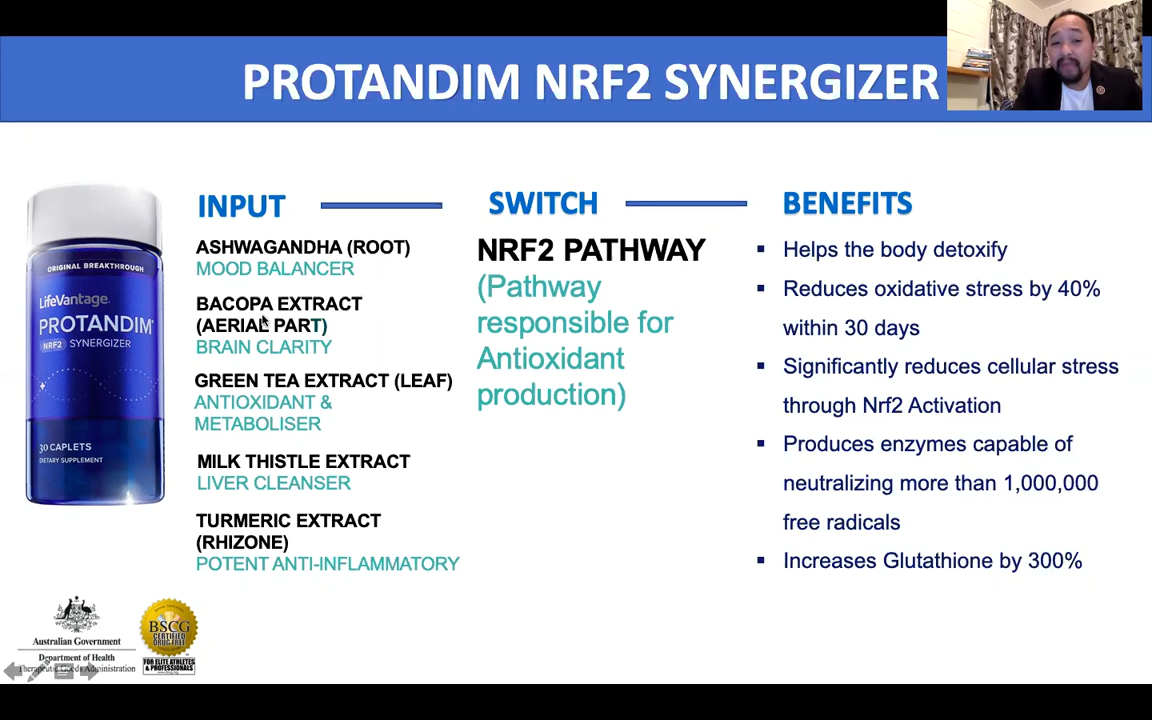 PROTANDIM NRF2 SYNERGIZER
INPUT
ASHWAGANDHA (ROOT)
MOOD BALANCER
BACOPA EXTRACT
(AERIAL PART)
BRAIN CLARITY
GREEN TEA EXTRACT (LEAF)
ANTIOXIDANT &
METABOLISER
MILK THISTLE EXTRACT
LIVER CLEANSER
TURMERIC EXTRACT
(RHIZONE)
POTENT ANTI-INFLAMMATORY
SWITCH
NRF2 PATHWAY
(Pathway
responsible for
Antioxidant
production)
BENEFITS
▪ Helps the body detoxify
▪ Reduces oxidative stress by 40%
within 30 days
▪ Significantly reduces cellular stress
through Nrf2 Activation
▪ Produces enzymes capable of
neutralizing more than 1,000,000
free radicals
▪ Increases Glutathione by 300%
ORIGINAL BREAKTHROUGH
LifeVantage
PROTANDIM
NRF2 SYNERGIZER
30 CAPLETS
DIETARY SUPPLEMENT
Australian Government
Department of Health
Therapeutic Goods Administration
BSCG
CERTIFIED
DRUG FREE
FOR ELITE ATHLETES
& PROFESSIONALS